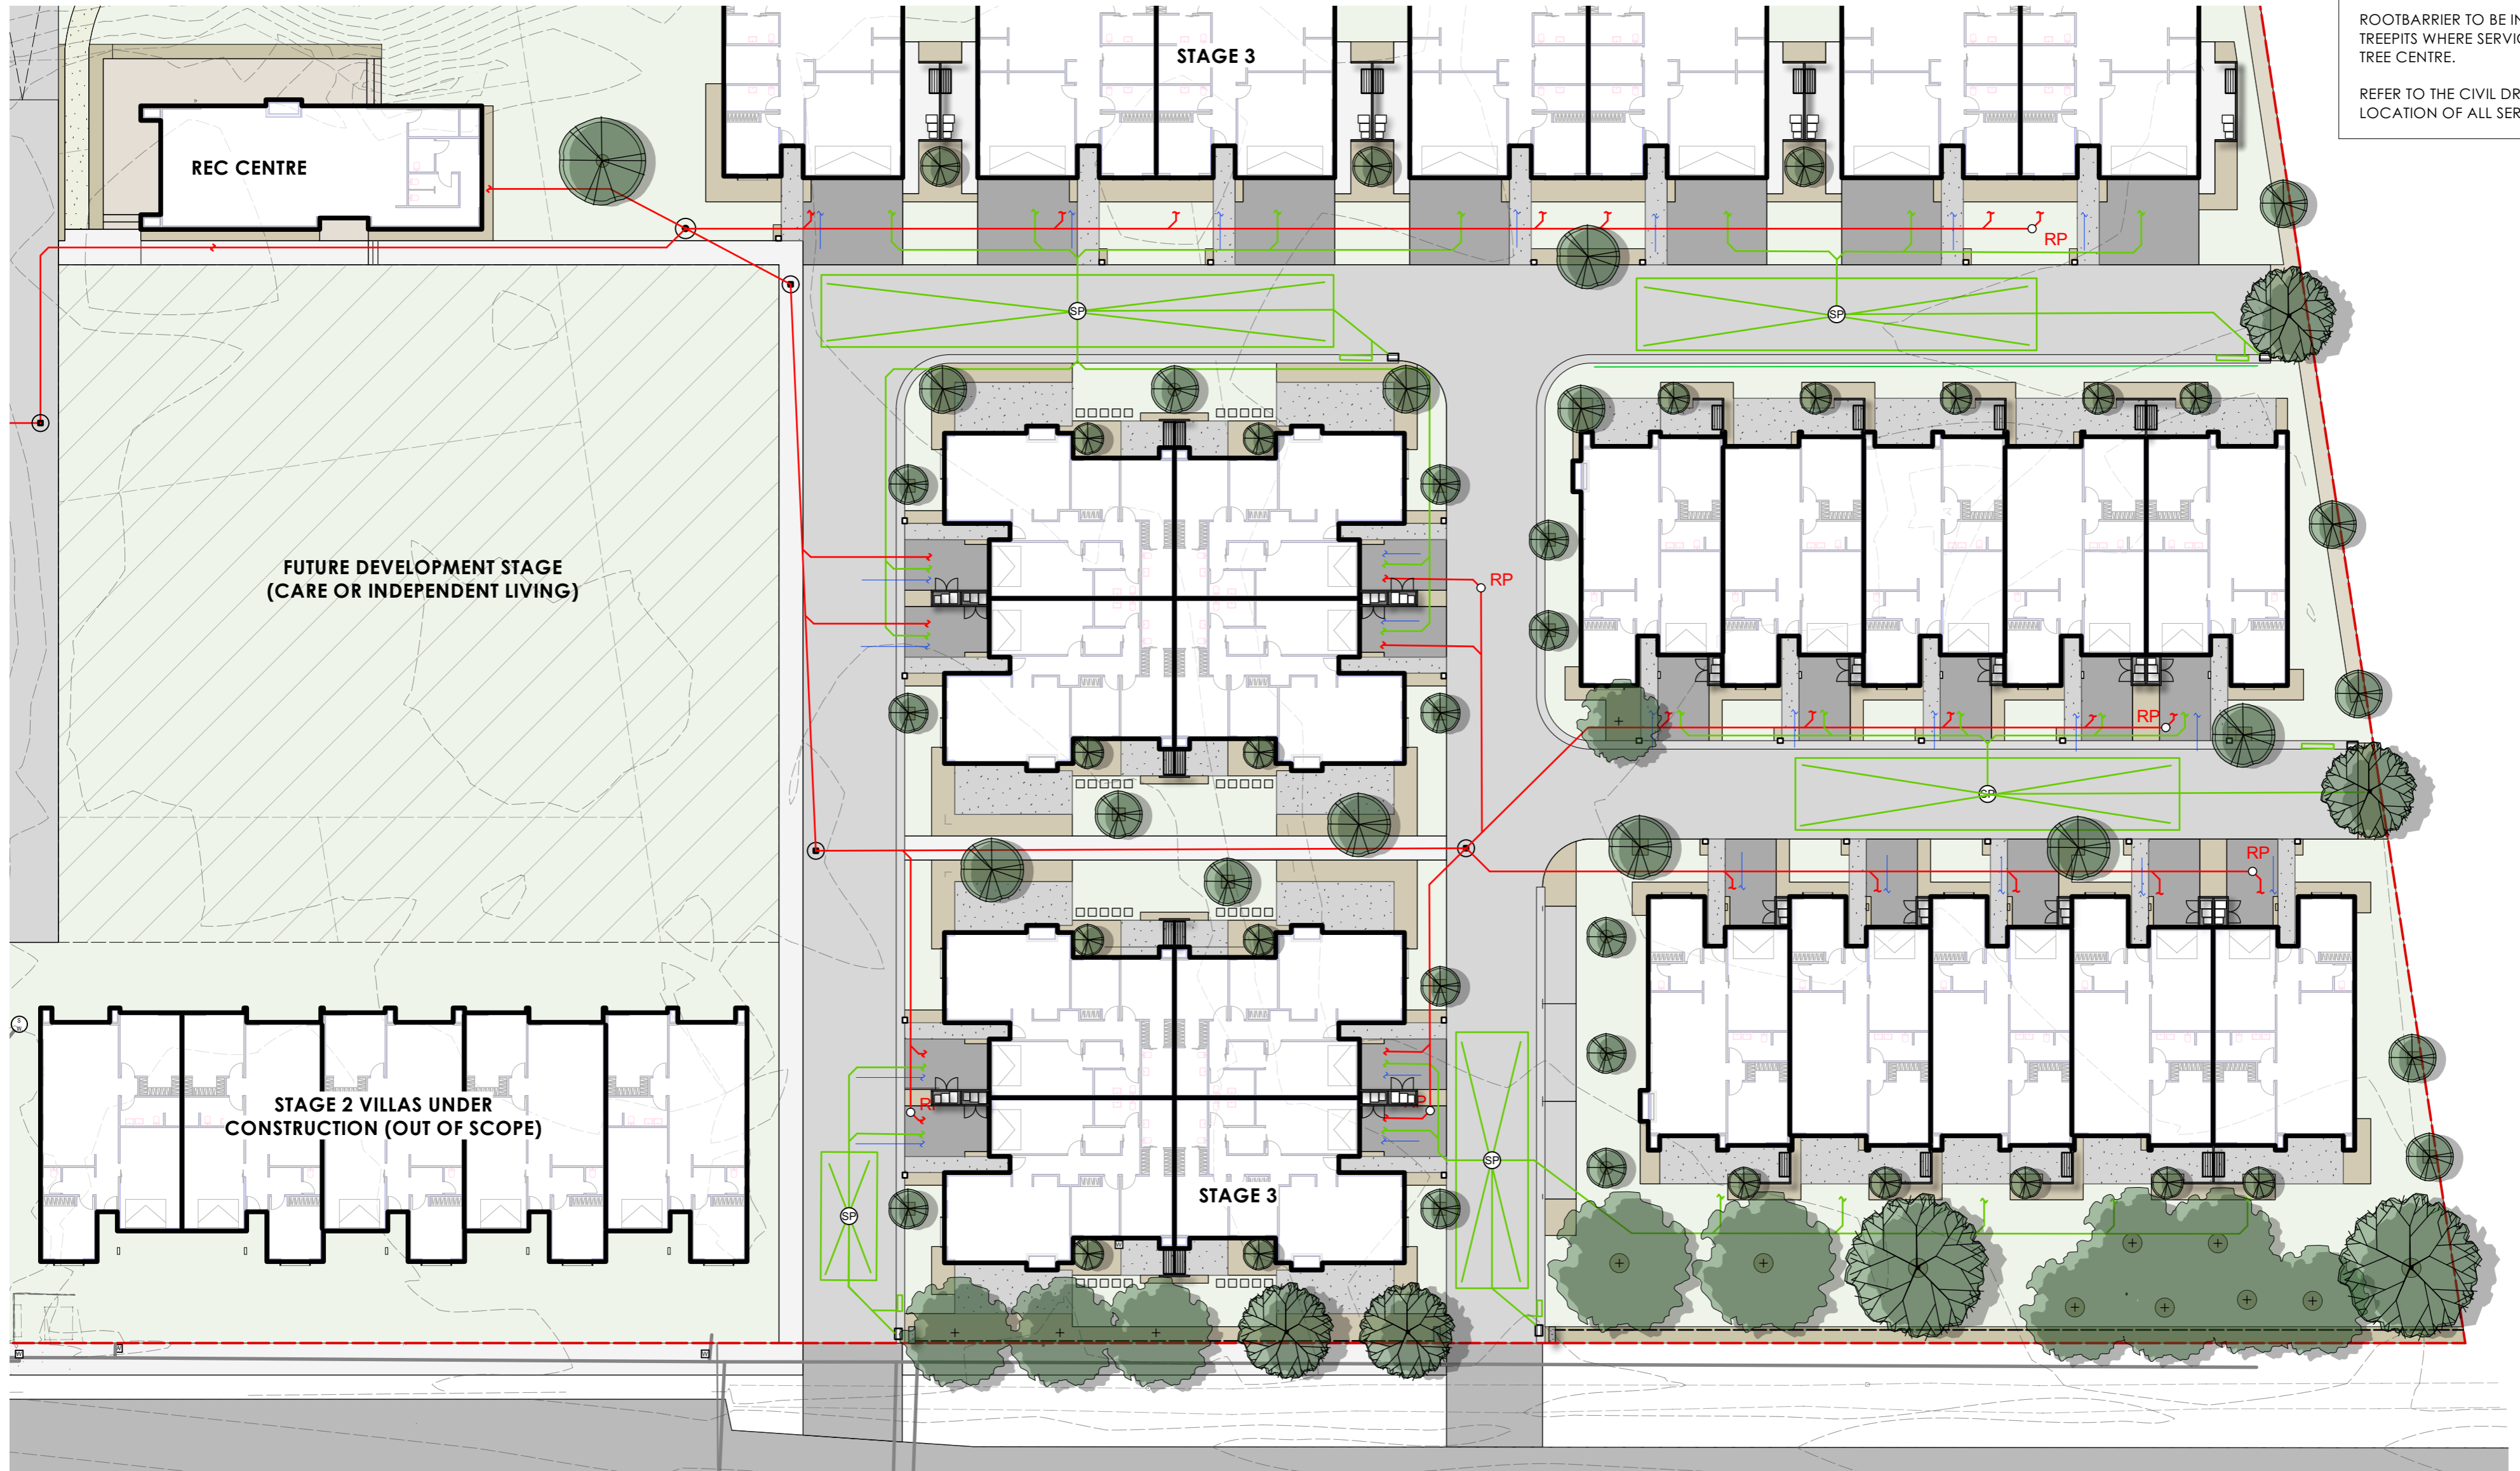 ROOTBARRIER TO BE IN
TREEPITS WHERE SERVIC
TREE CENTRE.
REFER TO THE CIVIL DR
LOCATION OF ALL SER
STAGE 3
REC CENTRE
RP
SP
SP
FUTURE DEVELOPMENT STAGE
(CARE OR INDEPENDENT LIVING)
RP
RP
SP
RP
STAGE 2 VILLAS UNDER
CONSTRUCTION (OUT OF SCOPE)
SP
STAGE 3
SP